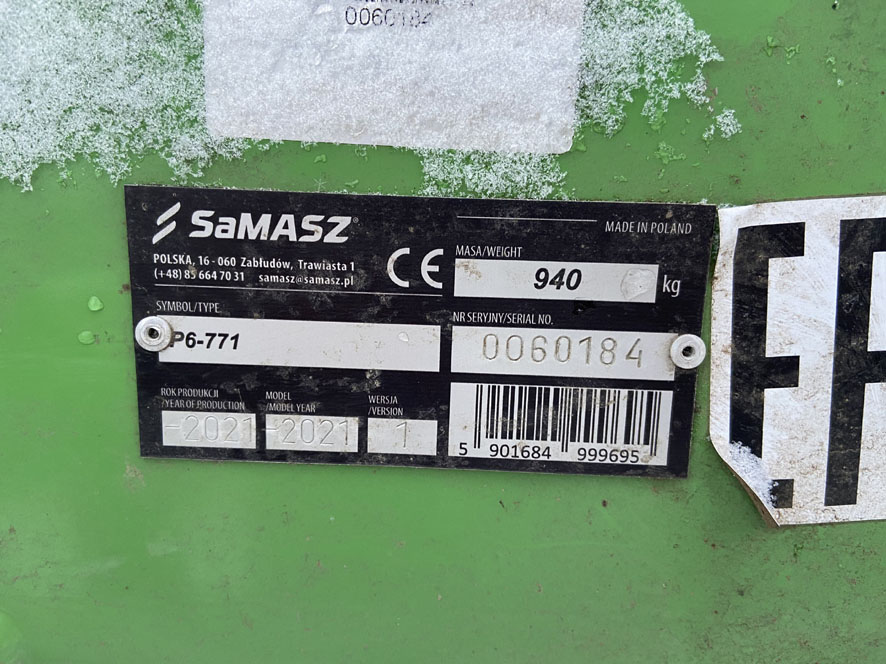 0060184
SaMASZ®
POLSKA, 16 - 060 Zabłudów, Trawiasta 1
(+48) 85 664 70 31 samasz@samasz.pl
CE
MADE IN POLAND
MASA/WEIGHT
940 kg
SYMBOL/TYPE
P6-771
NR SERYJNY/SERIAL NO.
0060184
ROK PRODUKCJI
/YEAR OF PRODUCTION
-2021-
MODEL
/MODEL YEAR
-2021-
WERSJA
/VERSION
1
5 901684 999695